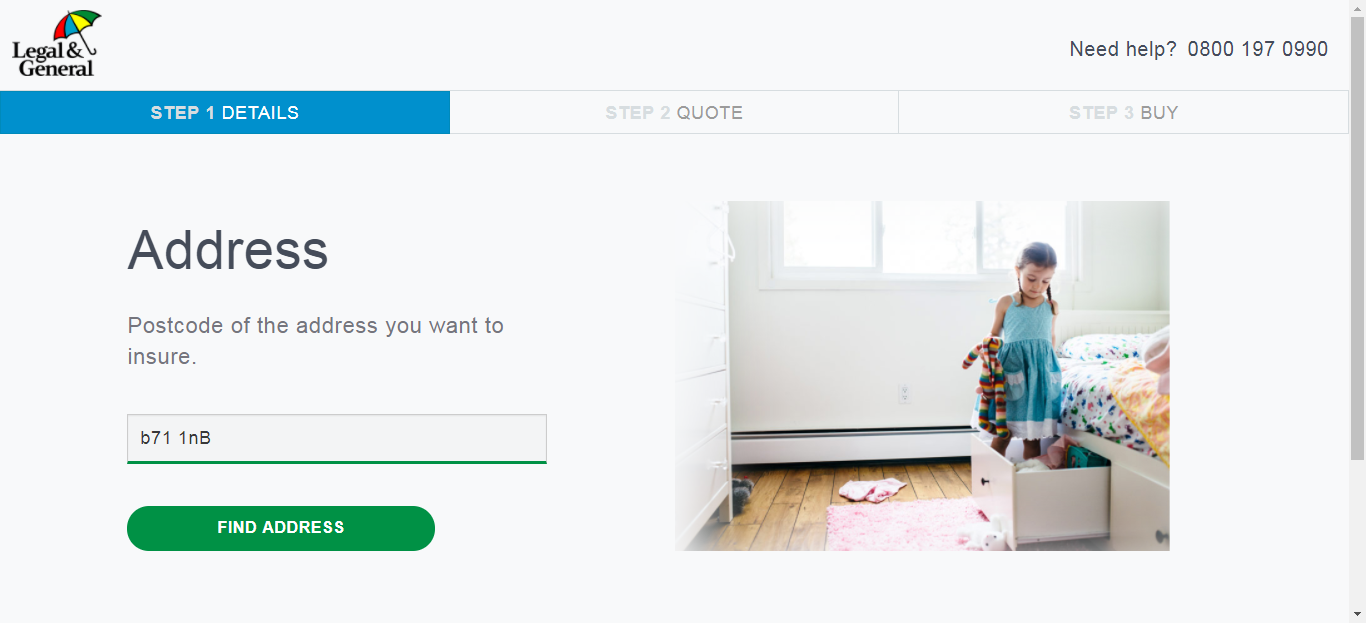 Legal &
General
Need help? 0800 197 0990
STEP 1 DETAILS
STEP 2 QUOTE
STEP 3 BUY
Address
Postcode of the address you want to
insure.
b71 1nB
FIND ADDRESS